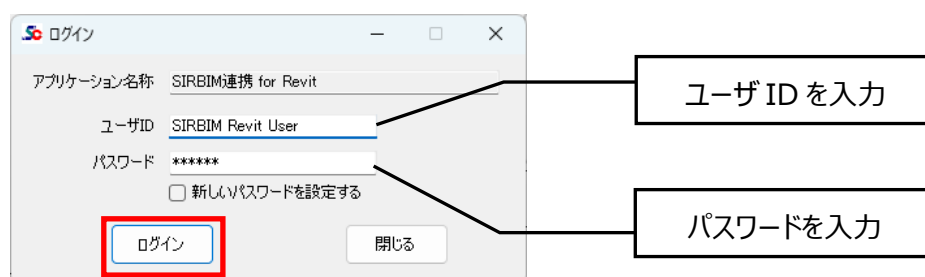 Sc ログイン
アプリケーション名称 SIRBIM連携 for Revit
ユーザ ID を入力
ユーザID SIRBIM Revit User
パスワード ******
新しいパスワードを設定する
パスワードを入力
ログイン 閉じる